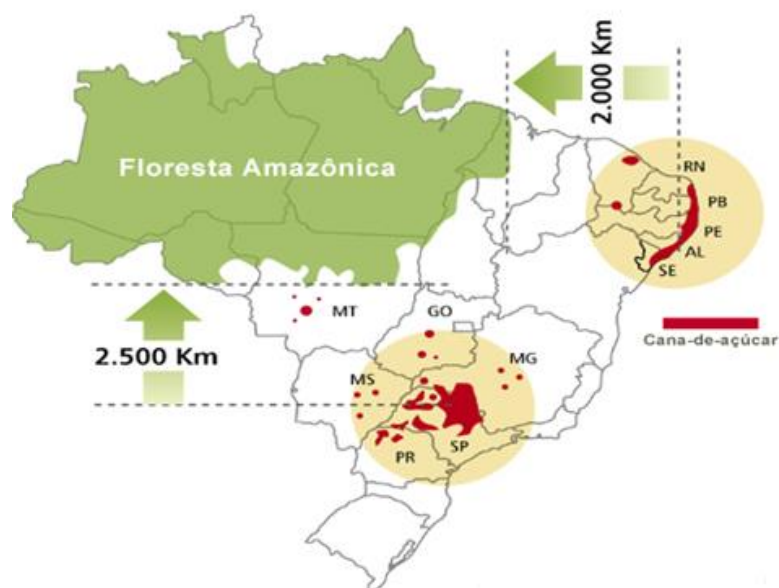 2.000 Km
Floresta Amazônica
RN
PB
PE
AL
SE
MT
GO
Cana-de-açúcar
2.500 Km
MG
MS
SP
PR